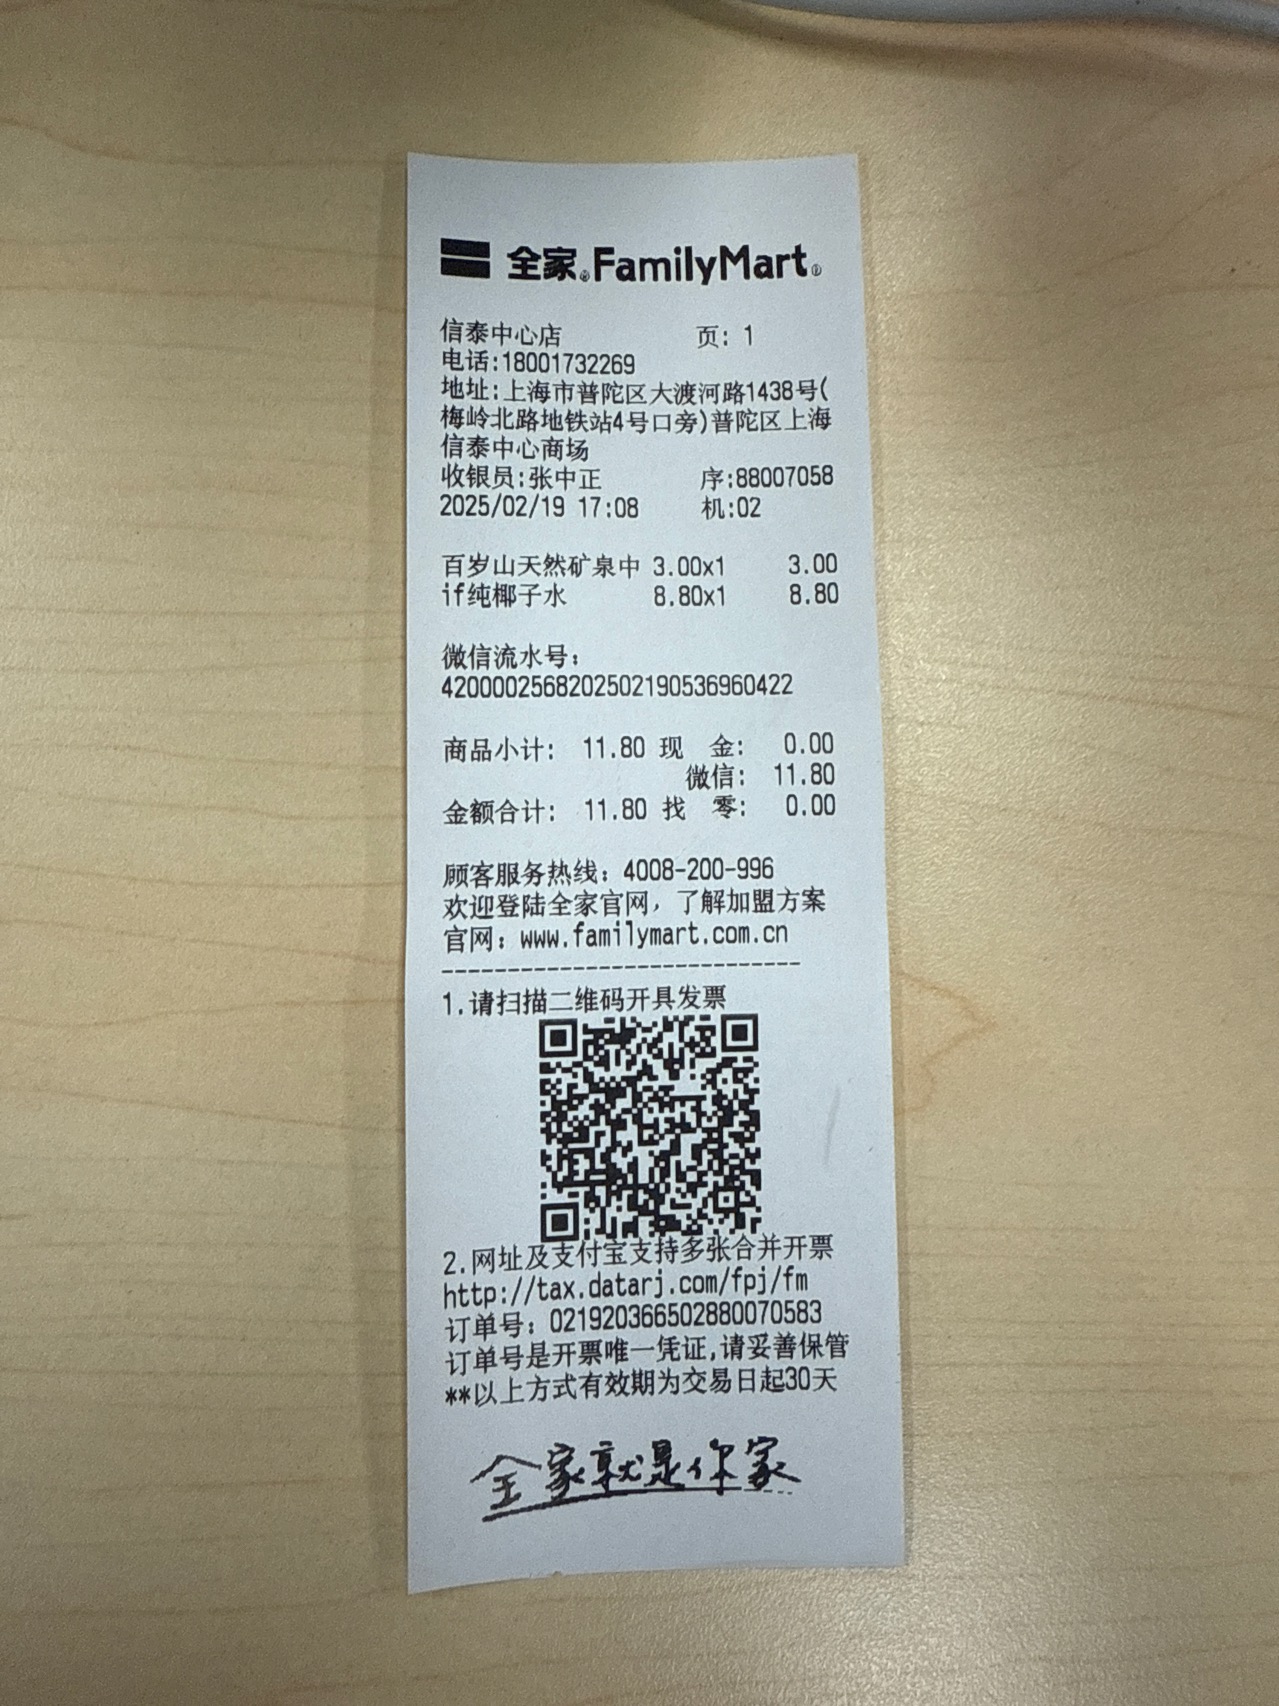 全家®FamilyMart®
信泰中心店 页: 1
电话:18001732269
地址:上海市普陀区大渡河路1438号(
梅岭北路地铁站4号口旁)普陀区上海
信泰中心商场
收银员:张中正 序:88007058
2025/02/19 17:08 机:02
百岁山天然矿泉中 3.00x1 3.00
if纯椰子水 8.80x1 8.80
微信流水号:
4200002568202502190536960422
商品小计: 11.80 现 金: 0.00
微信: 11.80
金额合计: 11.80 找 零: 0.00
顾客服务热线: 4008-200-996
欢迎登陆全家官网，了解加盟方案
官网: www.familymart.com.cn
----------------------------
1.请扫描二维码开具发票
2.网址及支付宝支持多张合并开票
http://tax.datarj.com/fpj/fm
订单号: 021920366502880070583
订单号是开票唯一凭证,请妥善保管
**以上方式有效期为交易日起30天
全家就是你家